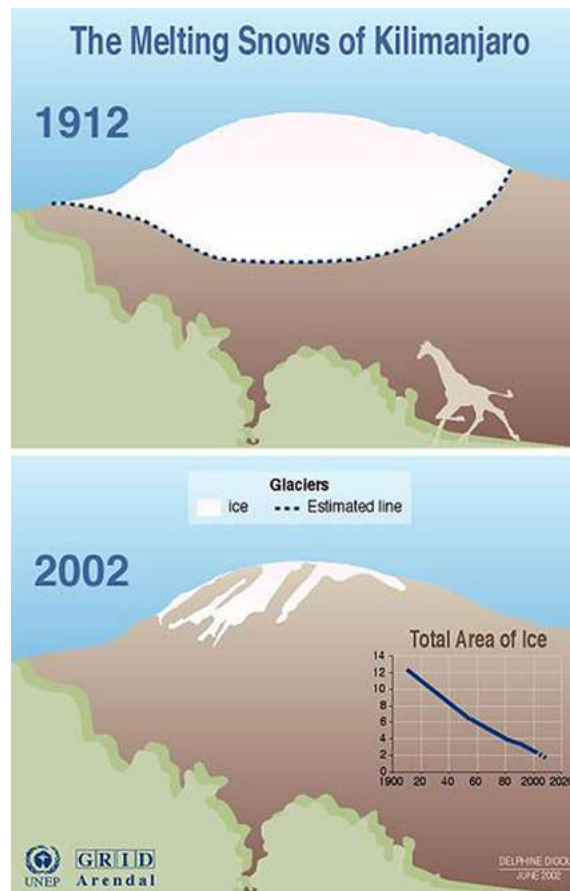 The Melting Snows of Kilimanjaro
1912
Glaciers
ice Estimated line
2002
Total Area of Ice
14
12
10
8
6
4
2
0
1900 20 40 60 80 2000 2020
UNEP
GRID
Arendal
DELPHINE DIGOU
JUNE 2002